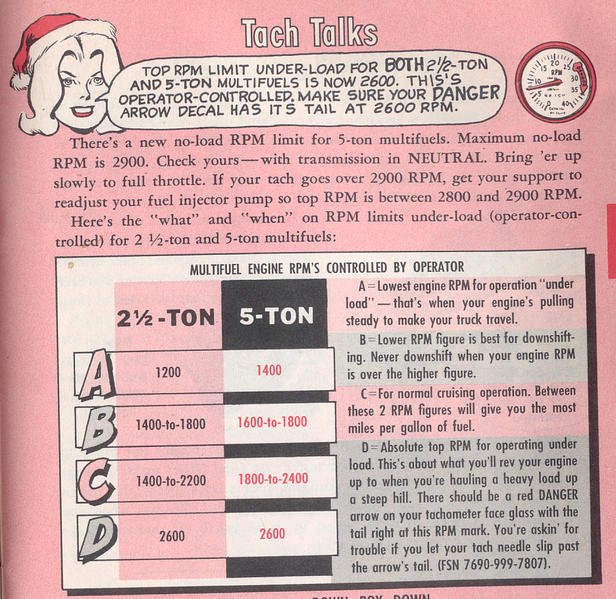 Tach Talks
TOP RPM LIMIT UNDER-LOAD FOR BOTH 2½-TON
AND 5-TON MULTIFUELS IS NOW 2600. THIS'S
OPERATOR-CONTROLLED. MAKE SURE YOUR DANGER
ARROW DECAL HAS IT'S TAIL AT 2600 RPM.
5
10
15
20
25
30
35
40
RPM
There's a new no-load RPM limit for 5-ton multifuels. Maximum no-load
RPM is 2900. Check yours—with transmission in NEUTRAL. Bring 'er up
slowly to full throttle. If your tach goes over 2900 RPM, get your support to
readjust your fuel injector pump so top RPM is between 2800 and 2900 RPM.
Here's the "what" and "when" on RPM limits under-load (operator-con-
trolled) for 2 ½-ton and 5-ton multifuels:
MULTIFUEL ENGINE RPM'S CONTROLLED BY OPERATOR
2½-TON 5-TON
A 1200 1400
B 1400-to-1800 1600-to-1800
C 1400-to-2200 1800-to-2400
D 2600 2600
A=Lowest engine RPM for operation "under
load"—that's when your engine's pulling
steady to make your truck travel.
B=Lower RPM figure is best for downshift-
ing. Never downshift when your engine RPM
is over the higher figure.
C=For normal cruising operation. Between
these 2 RPM figures will give you the most
miles per gallon of fuel.
D=Absolute top RPM for operating under
load. This's about what you'll rev your engine
up to when you're hauling a heavy load up
a steep hill. There should be a red DANGER
arrow on your tachometer face glass with the
tail right at this RPM mark. You're askin' for
trouble if you let your tach needle slip past
the arrow's tail. (FSN 7690-999-7807).